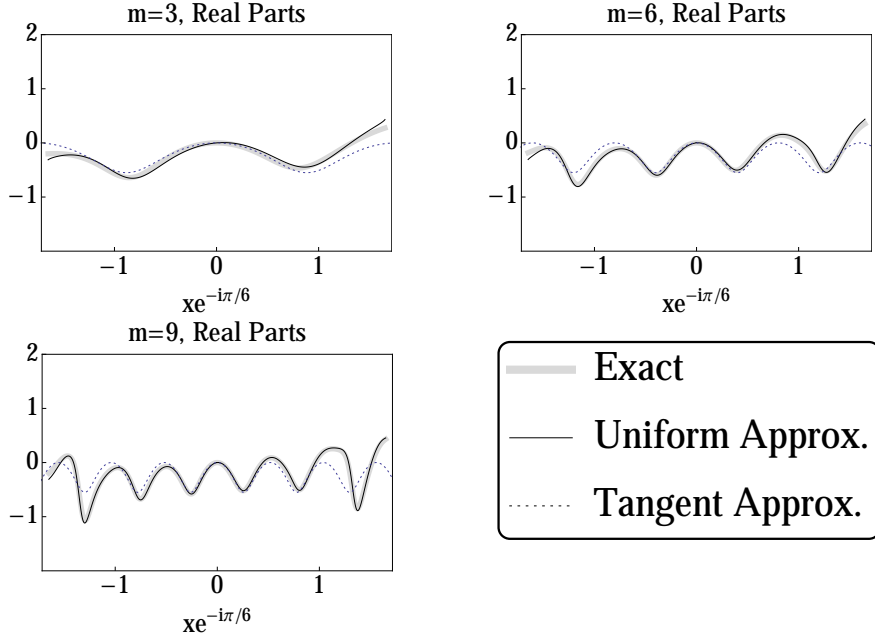 m=3, Real Parts
2
1
0
−1
−1 0 1
xe^{−iπ/6}
m=6, Real Parts
2
1
0
−1
−1 0 1
xe^{−iπ/6}
m=9, Real Parts
2
1
0
−1
−1 0 1
xe^{−iπ/6}
Exact
Uniform Approx.
Tangent Approx.